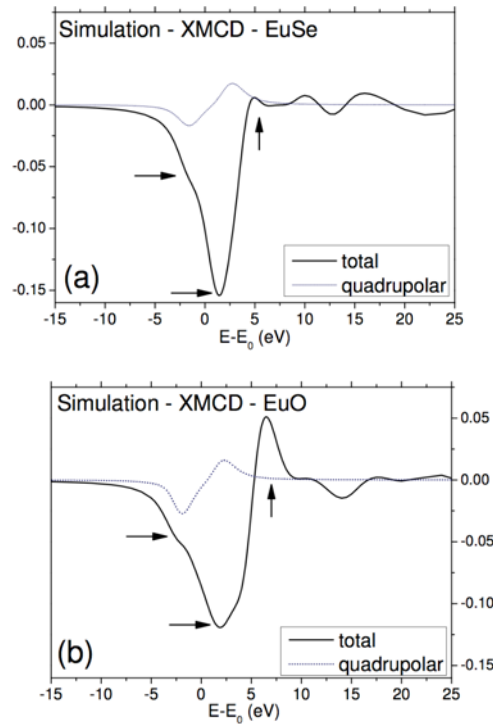 Simulation - XMCD - EuSe
0.05
0.00
-0.05
-0.10
-0.15
(a)
total
quadrupolar
-15 -10 -5 0 5 10 15 20 25
E-E0 (eV)
Simulation - XMCD - EuO
0.05
0.00
-0.05
-0.10
-0.15
(b)
total
quadrupolar
-15 -10 -5 0 5 10 15 20 25
E-E0 (eV)